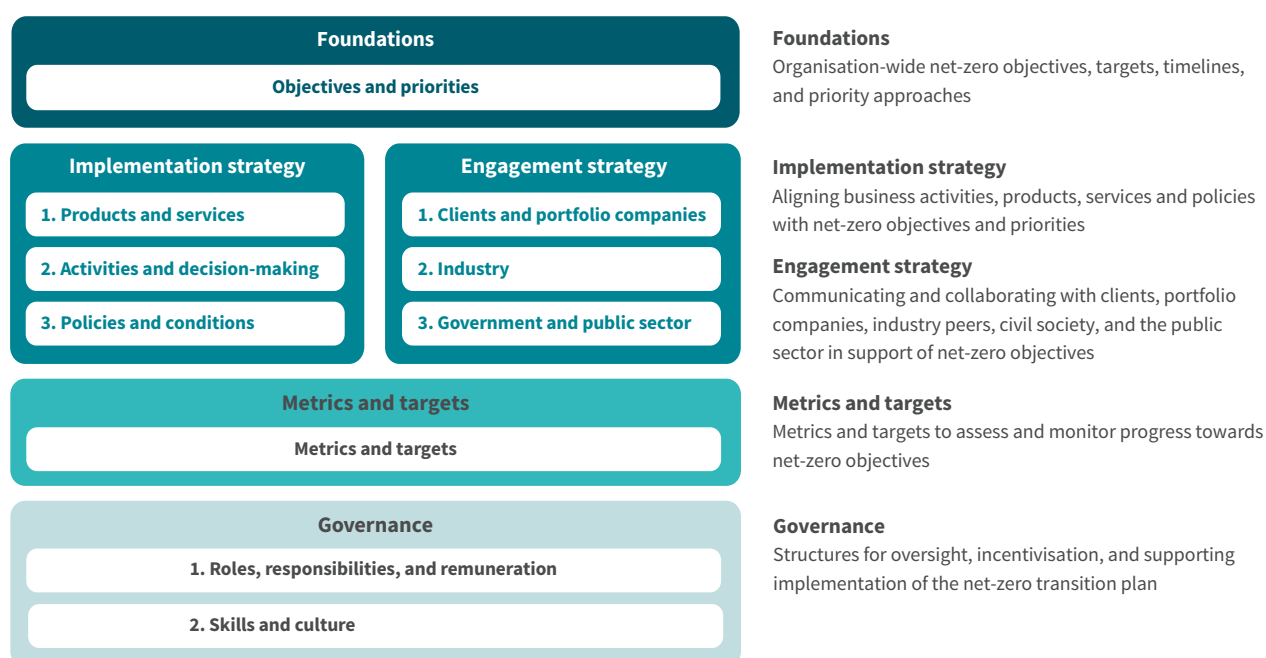 Foundations
Objectives and priorities
Implementation strategy
1. Products and services
2. Activities and decision-making
3. Policies and conditions
Engagement strategy
1. Clients and portfolio companies
2. Industry
3. Government and public sector
Metrics and targets
Metrics and targets
Governance
1. Roles, responsibilities, and remuneration
2. Skills and culture
Foundations
Organisation-wide net-zero objectives, targets, timelines,
and priority approaches
Implementation strategy
Aligning business activities, products, services and policies
with net-zero objectives and priorities
Engagement strategy
Communicating and collaborating with clients, portfolio
companies, industry peers, civil society, and the public
sector in support of net-zero objectives
Metrics and targets
Metrics and targets to assess and monitor progress towards
net-zero objectives
Governance
Structures for oversight, incentivisation, and supporting
implementation of the net-zero transition plan